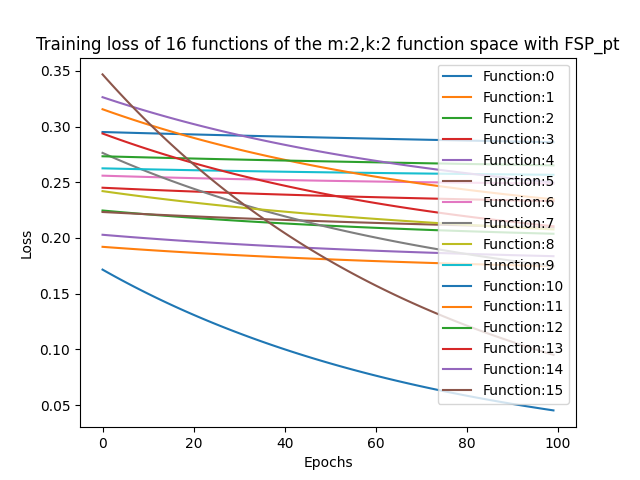 Training loss of 16 functions of the m:2,k:2 function space with FSP_pt
0.35
0.30
0.25
0.20
0.15
0.10
0.05
Loss
0 20 40 60 80 100
Epochs
Function:0
Function:1
Function:2
Function:3
Function:4
Function:5
Function:6
Function:7
Function:8
Function:9
Function:10
Function:11
Function:12
Function:13
Function:14
Function:15